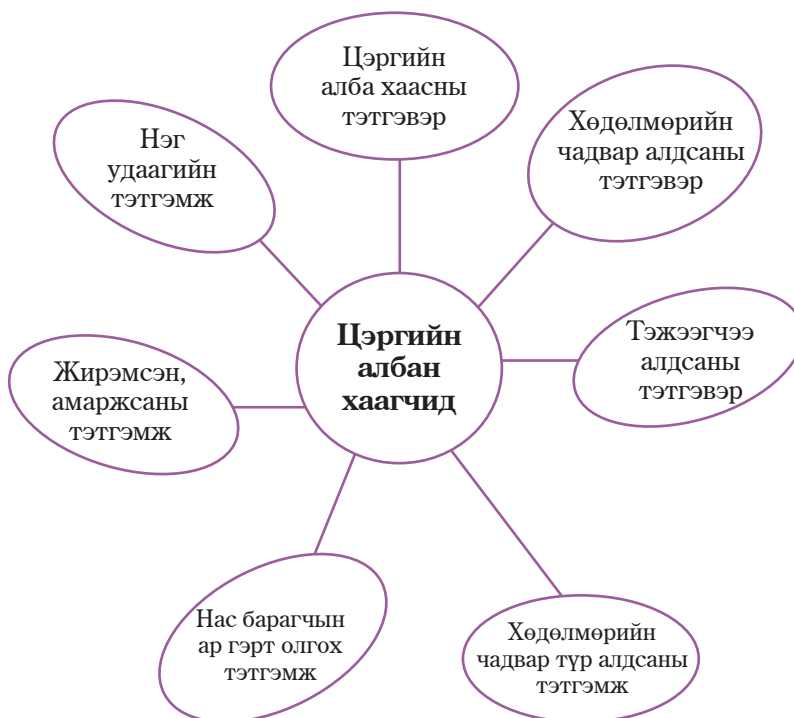 Цэргийн
алба хаасны
тэтгэвэр
Нэг
удаагийн
тэтгэмж
Хөдөлмөрийн
чадвар алдсаны
тэтгэвэр
Цэргийн
албан
хаагчид
Тэжээгчээ
алдсаны
тэтгэвэр
Жирэмсэн,
амаржсаны
тэтгэмж
Нас барагчын
ар гэрт олгох
тэтгэмж
Хөдөлмөрийн
чадвар түр алдсаны
тэтгэмж